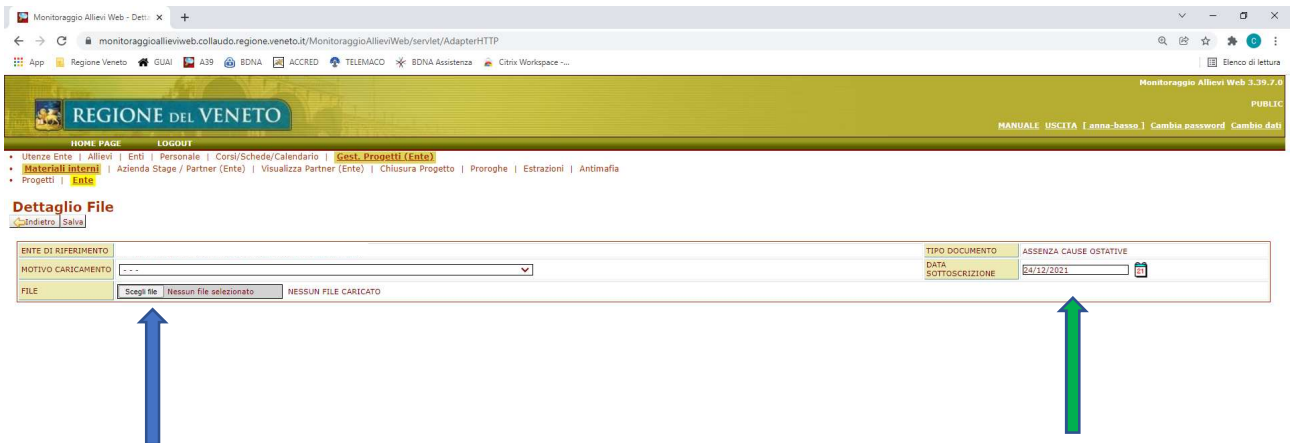 Monitoraggio Allievi Web - Detta
monitoraggioallieviweb.collaudo.regione.veneto.it/MonitoraggioAllieviWeb/servlet/AdapterHTTP
App Regione Veneto GUAI A39 BDNA ACCRED TELEMACO BDNA Assistenza Citrix Workspace -... Elenco di lettura
Monitoraggio Allievi Web 3.39.7.0
PUBLIC
REGIONE DEL VENETO
MANUALE USCITA [ anna-basso ] Cambia password Cambio dati
HOME PAGE LOGOUT
• Utenze Ente | Allievi | Enti | Personale | Corsi/Schede/Calendario | Gest. Progetti (Ente)
• Materiali interni | Azienda Stage / Partner (Ente) | Visualizza Partner (Ente) | Chiusura Progetto | Proroghe | Estrazioni | Antimafia
• Progetti | Ente
Dettaglio File
Indietro Salva
ENTE DI RIFERIMENTO TIPO DOCUMENTO ASSENZA CAUSE OSTATIVE
MOTIVO CARICAMENTO - - - DATA SOTTOSCRIZIONE 24/12/2021 21
FILE Scegli file Nessun file selezionato NESSUN FILE CARICATO